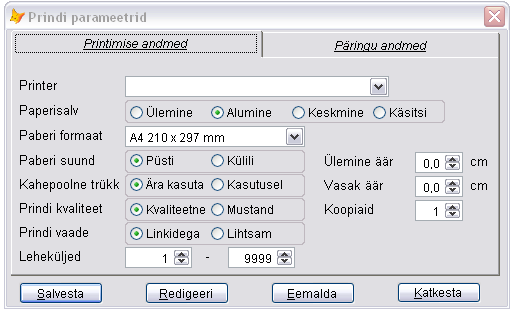 Prindi parameetrid
Printimise andmed
Päringu andmed
Printer
Paperisalv Ülemine Alumine Keskmine Käsitsi
Paberi formaat A4 210 x 297 mm
Paberi suund Püsti Külili Ülemine äär 0,0 cm
Kahepoolne trükk Ära kasuta Kasutusel Vasak äär 0,0 cm
Prindi kvaliteet Kvaliteetne Mustand Koopiaid 1
Prindi vaade Linkidega Lihtsam
Leheküljed 1 - 9999
Salvesta Redigeeri Eemalda Katkesta